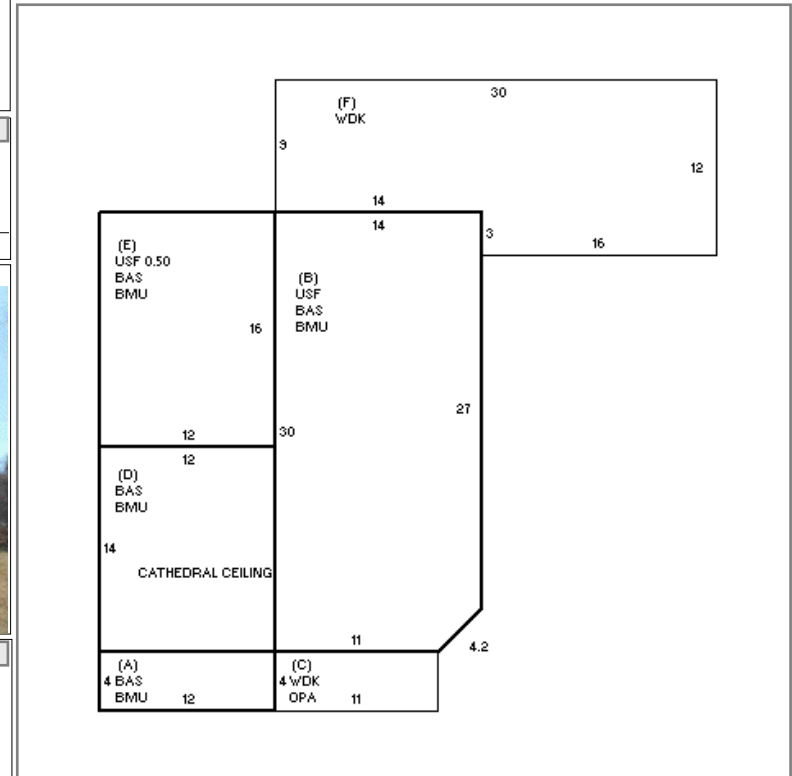 30
(F)
WDK
9
12
14
14
3
16
(E)
USF 0.50
BAS
BMU
(B)
USF
BAS
BMU
16
27
12
30
12
(D)
BAS
BMU
14
CATHEDRAL CEILING
11
4.2
(A)
4 BAS
BMU 12
(C)
4 WDK
OPA 11